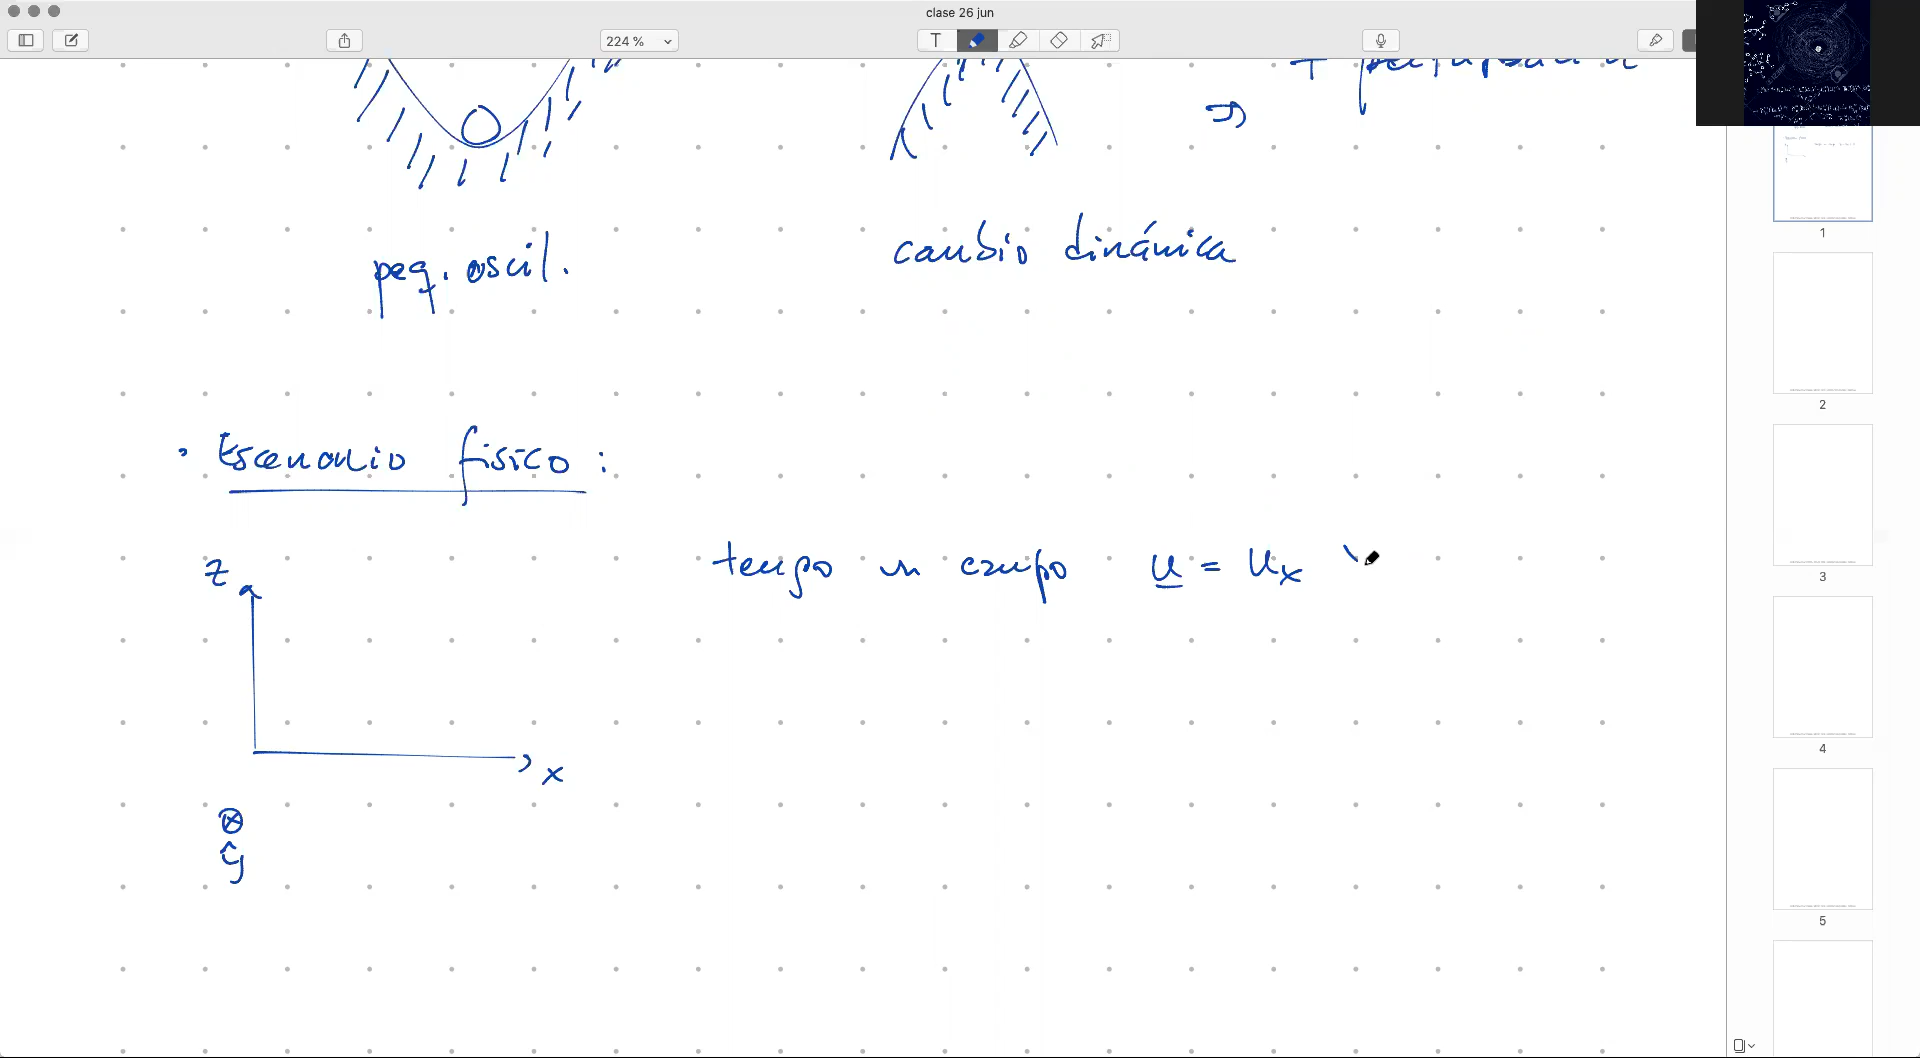 clase 26 jun
224 %
T
⇒
peq. oscil.
cambio dinámica
• Escenario físico:
z
tengo un campo u = Ux
x
⊗
ŷ
1
2
3
4
5